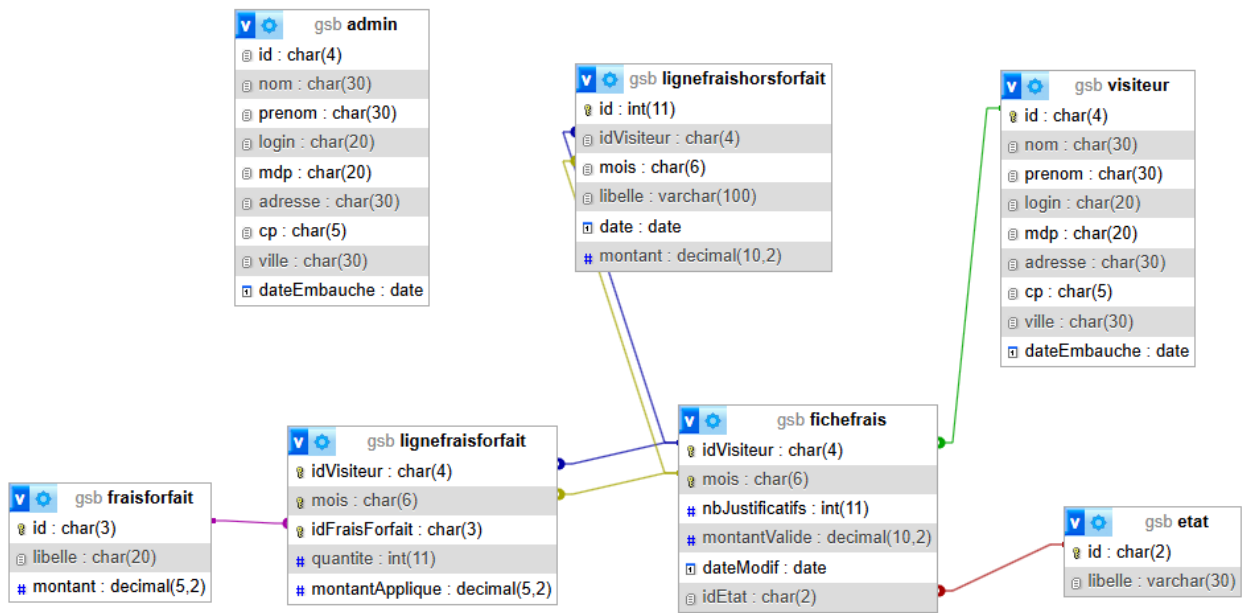 gsb admin
id : char(4)
nom : char(30)
prenom : char(30)
login : char(20)
mdp : char(20)
adresse : char(30)
cp : char(5)
ville : char(30)
dateEmbauche : date
gsb lignefraishorsforfait
id : int(11)
idVisiteur : char(4)
mois : char(6)
libelle : varchar(100)
date : date
montant : decimal(10,2)
gsb visiteur
id : char(4)
nom : char(30)
prenom : char(30)
login : char(20)
mdp : char(20)
adresse : char(30)
cp : char(5)
ville : char(30)
dateEmbauche : date
gsb fraisforfait
id : char(3)
libelle : char(20)
montant : decimal(5,2)
gsb lignefraisforfait
idVisiteur : char(4)
mois : char(6)
idFraisForfait : char(3)
quantite : int(11)
montantApplique : decimal(5,2)
gsb fichefrais
idVisiteur : char(4)
mois : char(6)
nbJustificatifs : int(11)
montantValide : decimal(10,2)
dateModif : date
idEtat : char(2)
gsb etat
id : char(2)
libelle : varchar(30)